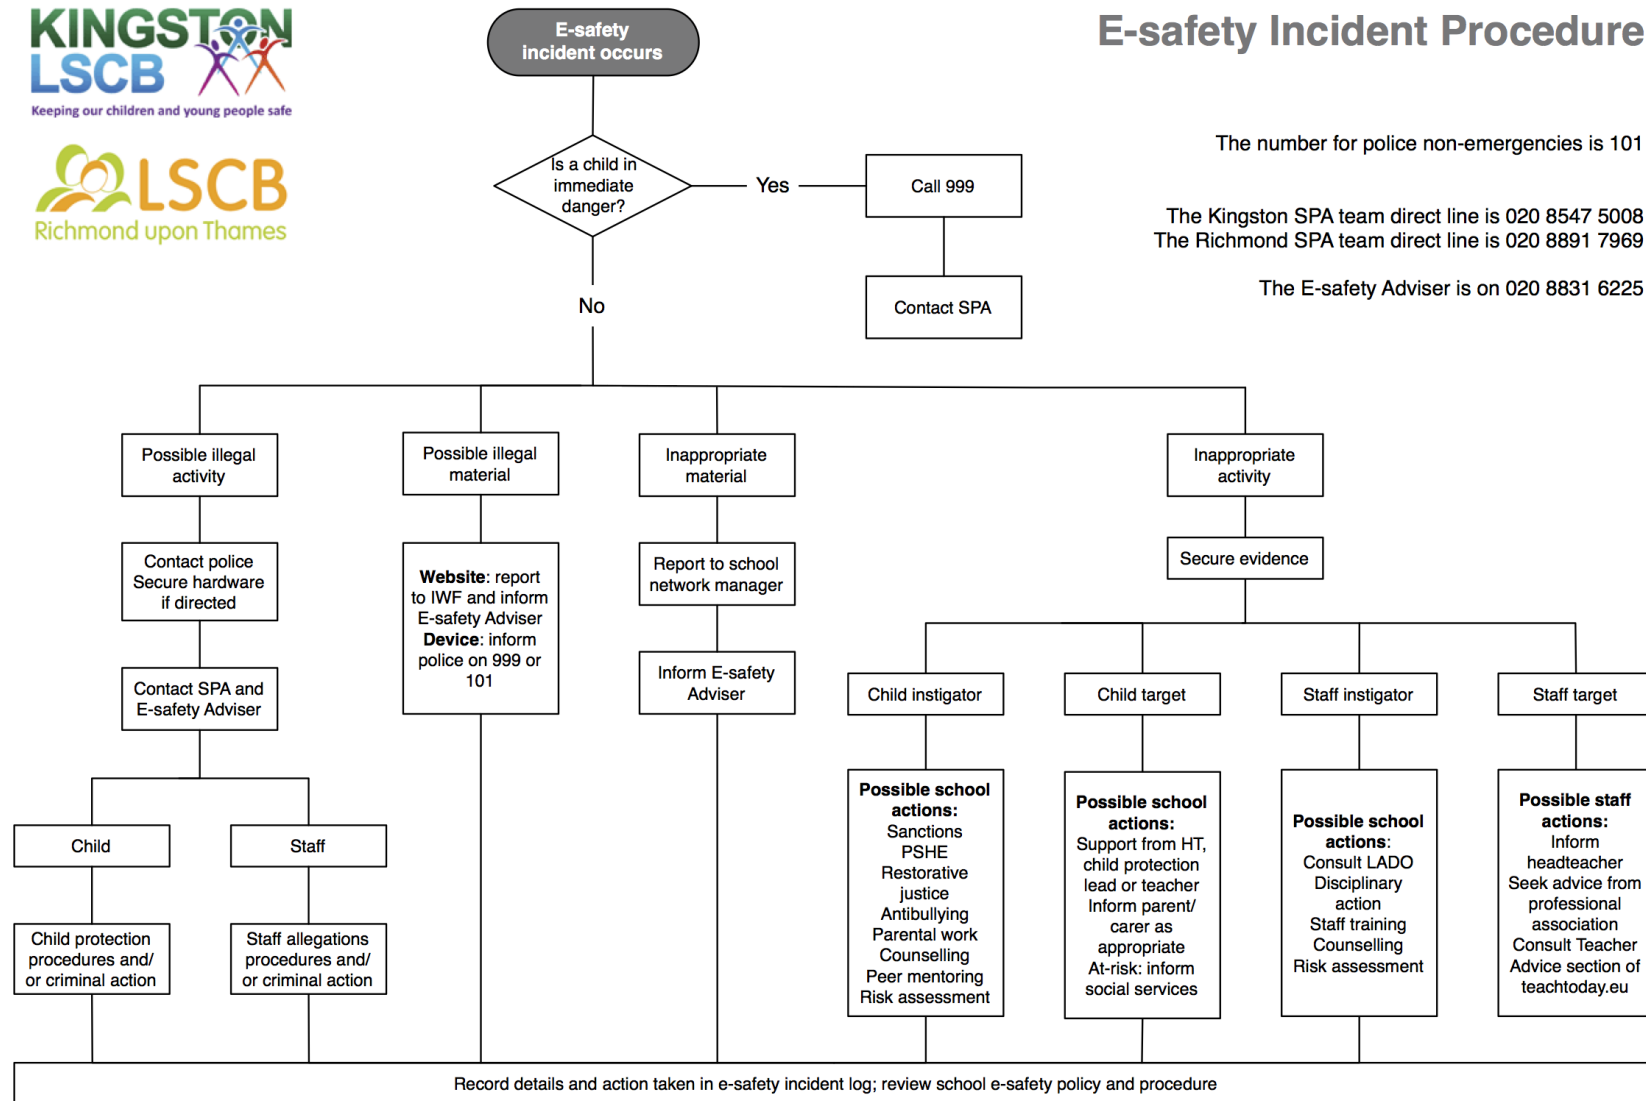 KINGSTON
LSCB
Keeping our children and young people safe
LSCB
Richmond upon Thames
E-safety Incident Procedure
The number for police non-emergencies is 101
The Kingston SPA team direct line is 020 8547 5008
The Richmond SPA team direct line is 020 8891 7969
The E-safety Adviser is on 020 8831 6225
E-safety
incident occurs
Is a child in
immediate
danger?
Yes
Call 999
Contact SPA
No
Possible illegal
activity
Contact police
Secure hardware
if directed
Contact SPA and
E-safety Adviser
Child
Child protection
procedures and/
or criminal action
Staff
Staff allegations
procedures and/
or criminal action
Possible illegal
material
Website: report
to IWF and inform
E-safety Adviser
Device: inform
police on 999 or
101
Inappropriate
material
Report to school
network manager
Inform E-safety
Adviser
Inappropriate
activity
Secure evidence
Child instigator
Possible school
actions:
Sanctions
PSHE
Restorative
justice
Antibullying
Parental work
Counselling
Peer mentoring
Risk assessment
Child target
Possible school
actions:
Support from HT,
child protection
lead or teacher
Inform parent/
carer as
appropriate
At-risk: inform
social services
Staff instigator
Possible school
actions:
Consult LADO
Disciplinary
action
Staff training
Counselling
Risk assessment
Staff target
Possible staff
actions:
Inform
headteacher
Seek advice from
professional
association
Consult Teacher
Advice section of
teachtoday.eu
Record details and action taken in e-safety incident log; review school e-safety policy and procedure